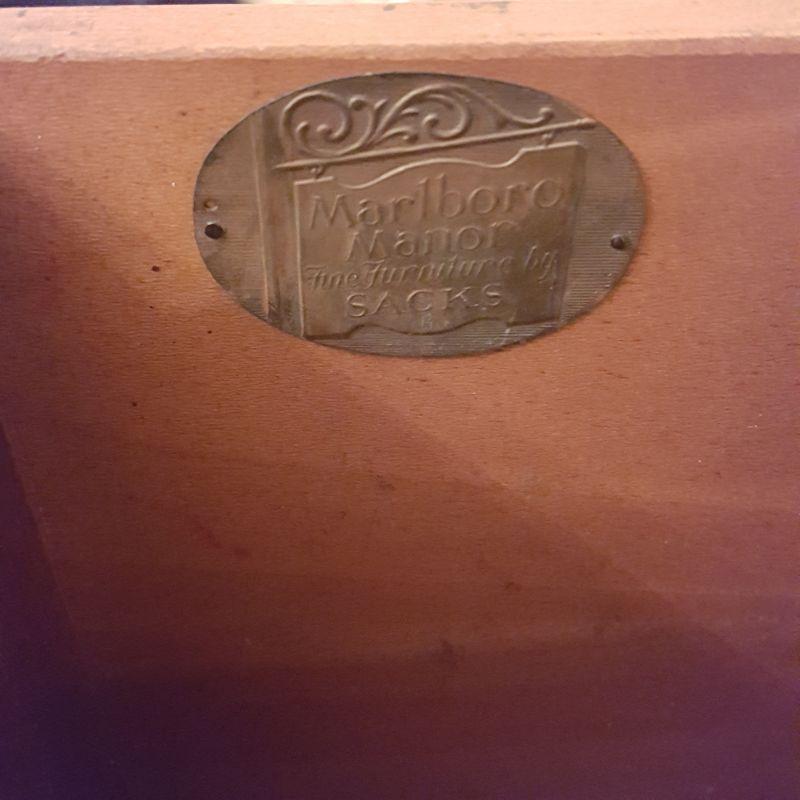 Marlboro
Manor
Fine Furniture by
SACKS